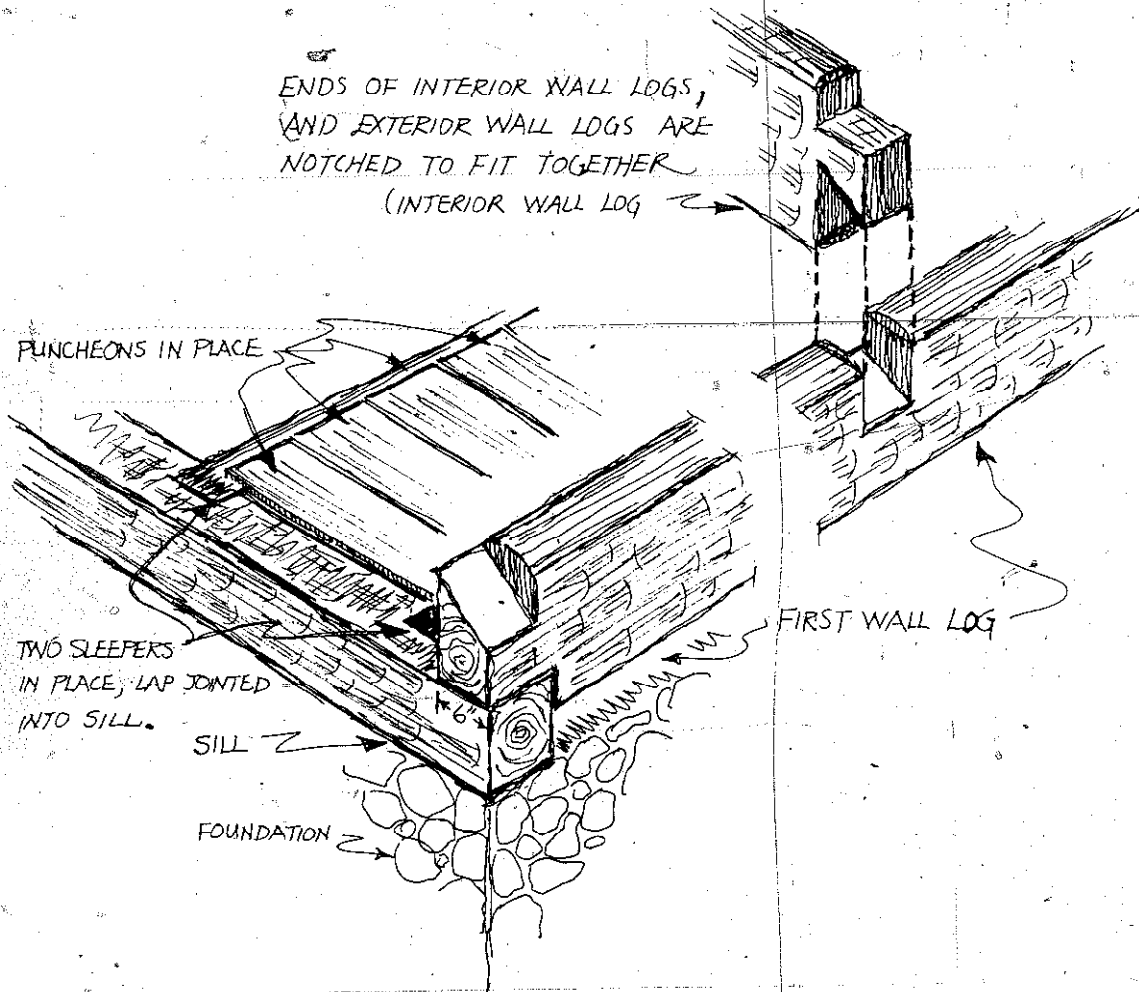 ENDS OF INTERIOR WALL LOGS,
AND EXTERIOR WALL LOGS ARE
NOTCHED TO FIT TOGETHER
(INTERIOR WALL LOG
PUNCHEONS IN PLACE
FIRST WALL LOG
TWO SLEEPERS
IN PLACE, LAP JOINTED
INTO SILL.
6"
SILL
FOUNDATION